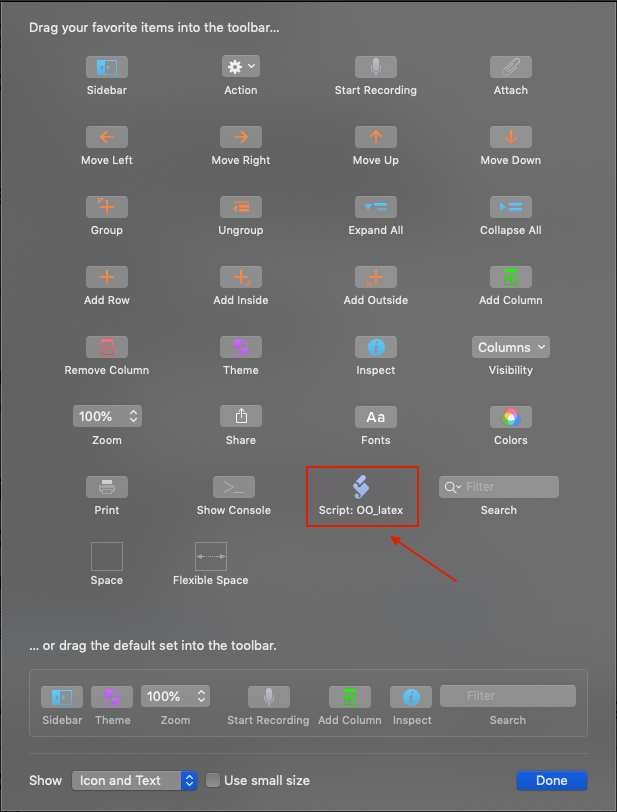 Drag your favorite items into the toolbar...
Sidebar
Action
Start Recording
Attach
Move Left
Move Right
Move Up
Move Down
Group
Ungroup
Expand All
Collapse All
Add Row
Add Inside
Add Outside
Add Column
Columns
Remove Column
Theme
Inspect
Visibility
100%
Aa
Zoom
Share
Fonts
Colors
>_
Filter
Print
Show Console
Script: OO_latex
Search
Space
Flexible Space
... or drag the default set into the toolbar.
100%
Filter
Sidebar
Theme
Zoom
Start Recording
Add Column
Inspect
Search
Show
Icon and Text
Use small size
Done